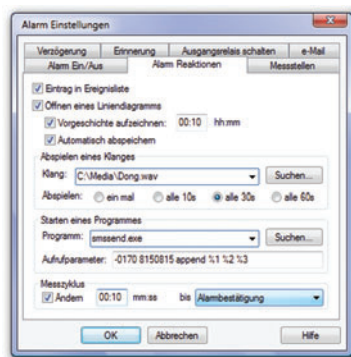 Alarm Einstellungen
Verzögerung Erinnerung Ausgangsrelais schalten e-Mail
Alarm Ein/Aus Alarm Reaktionen Messstellen
Eintrag in Ereignisliste
Öffnen eines Liniendiagramms
Vorgeschichte aufzeichnen: 00:10 hh:mm
Automatisch abspeichern
Abspielen eines Klanges
Klang: C:\Media\Dong.wav Suchen...
Abspielen: ein mal alle 10s alle 30s alle 60s
Starten eines Programmes
Programm: smssend.exe Suchen...
Aufrufparameter: -0170 8150815 append %1 %2 %3
Messzyklus
Ändern 00:10 mm:ss bis Alarmbestätigung
OK Abbrechen Hilfe